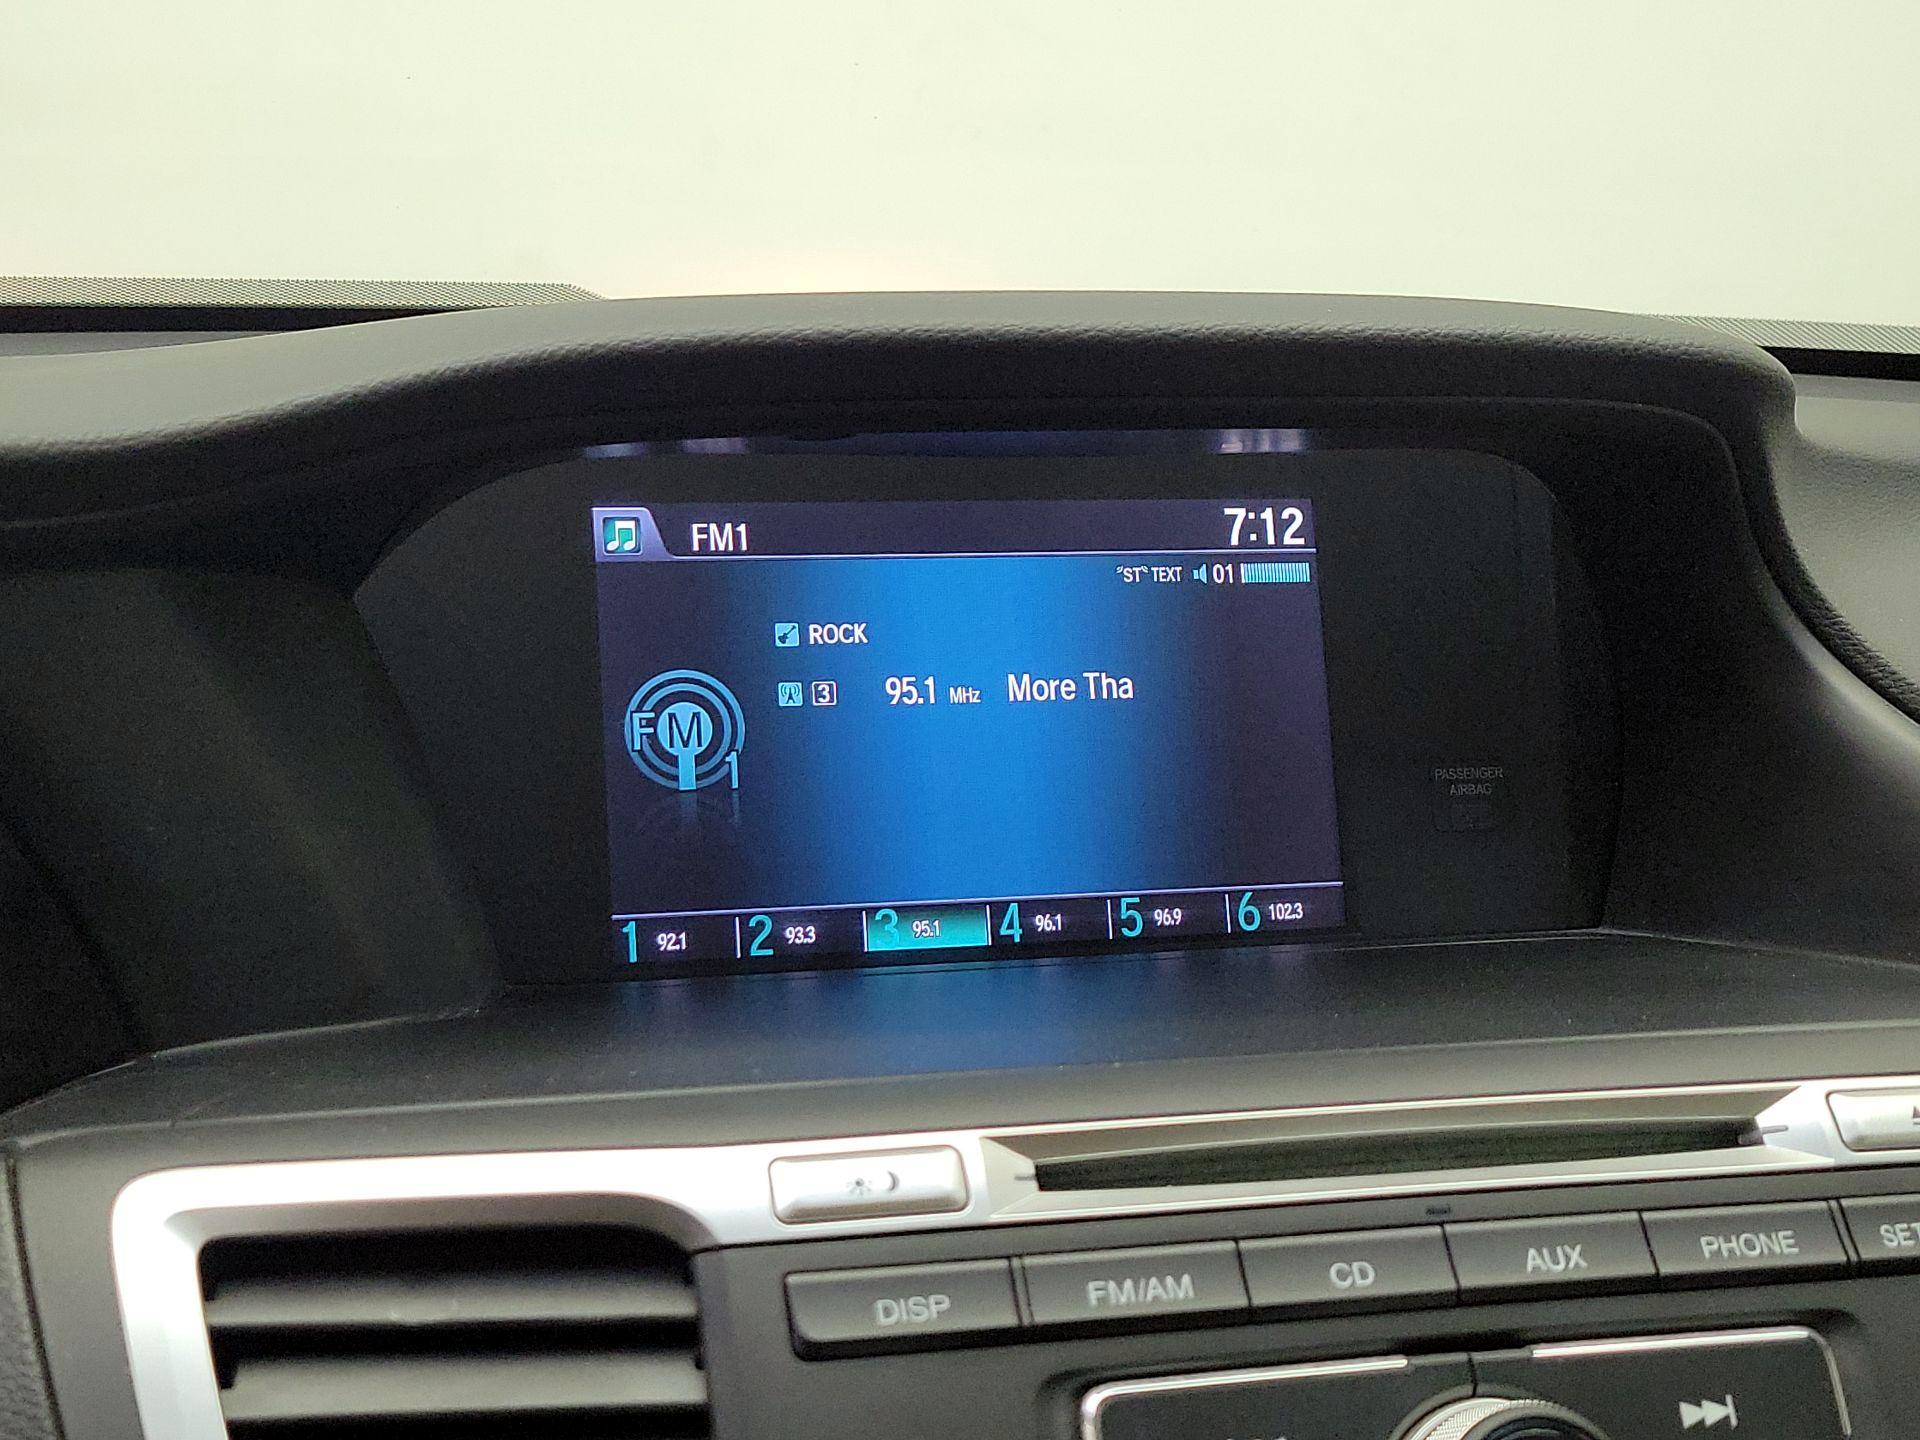 FM1 7:12
"ST" TEXT 01
ROCK
3 95.1 MHz More Tha
FM1
1 92.1 2 93.3 3 95.1 4 96.1 5 96.9 6 102.3
PASSENGER
AIRBAG
DISP FM/AM CD AUX PHONE SET